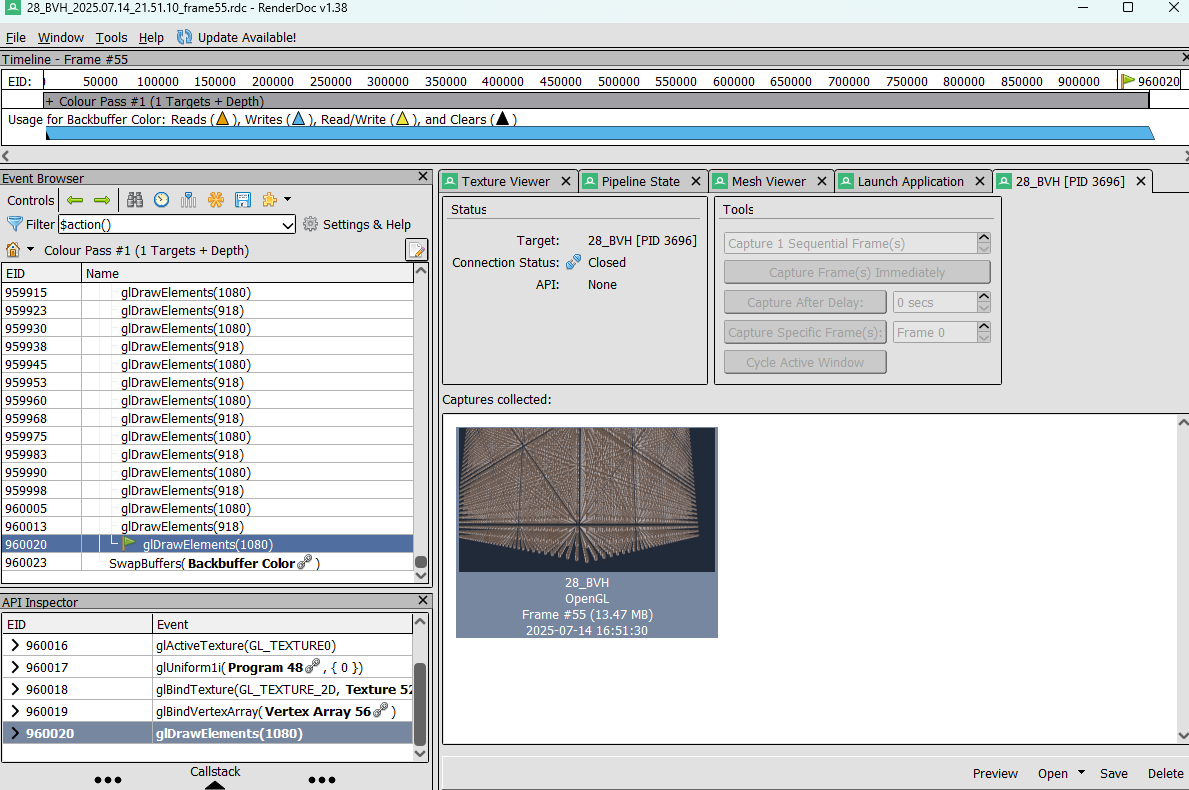 28_BVH_2025.07.14_21.51.10_frame55.rdc - RenderDoc v1.38
File Window Tools Help Update Available!
Timeline - Frame #55
EID: 50000 100000 150000 200000 250000 300000 350000 400000 450000 500000 550000 600000 650000 700000 750000 800000 850000 900000 960020
+ Colour Pass #1 (1 Targets + Depth)
Usage for Backbuffer Color: Reads ( ), Writes ( ), Read/Write ( ), and Clears ( )
Event Browser
Controls
Filter $action() Settings & Help
Colour Pass #1 (1 Targets + Depth)
EID Name
959915 glDrawElements(1080)
959923 glDrawElements(918)
959930 glDrawElements(1080)
959938 glDrawElements(918)
959945 glDrawElements(1080)
959953 glDrawElements(918)
959960 glDrawElements(1080)
959968 glDrawElements(918)
959975 glDrawElements(1080)
959983 glDrawElements(918)
959990 glDrawElements(1080)
959998 glDrawElements(918)
960005 glDrawElements(1080)
960013 glDrawElements(918)
960020 glDrawElements(1080)
960023 SwapBuffers( Backbuffer Color )
API Inspector
EID Event
960016 glActiveTexture(GL_TEXTURE0)
960017 glUniform1i( Program 48 , { 0 })
960018 glBindTexture(GL_TEXTURE_2D, Texture 52
960019 glBindVertexArray( Vertex Array 56 )
960020 glDrawElements(1080)
Callstack
Texture Viewer Pipeline State Mesh Viewer Launch Application 28_BVH [PID 3696]
Status
Target: 28_BVH [PID 3696]
Connection Status: Closed
API: None
Tools
Capture 1 Sequential Frame(s)
Capture Frame(s) Immediately
Capture After Delay: 0 secs
Capture Specific Frame(s): Frame 0
Cycle Active Window
Captures collected:
28_BVH
OpenGL
Frame #55 (13.47 MB)
2025-07-14 16:51:30
Preview Open Save Delete